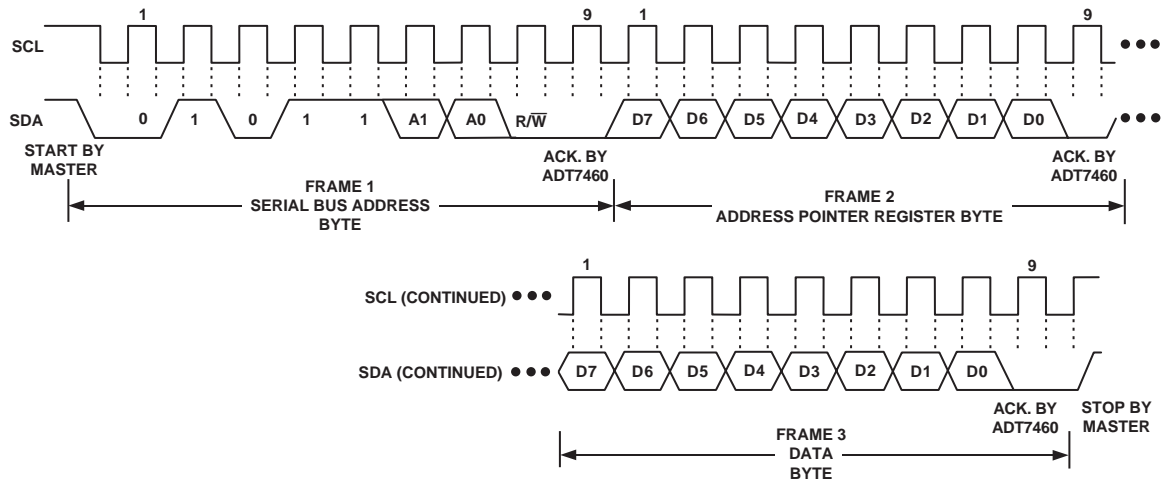 1 9 1 9
SCL
SDA 0 1 0 1 1 A1 A0 R/W̅ D7 D6 D5 D4 D3 D2 D1 D0
START BY
MASTER
ACK. BY
ADT7460
ACK. BY
ADT7460
FRAME 1
SERIAL BUS ADDRESS
BYTE
FRAME 2
ADDRESS POINTER REGISTER BYTE
1 9
SCL (CONTINUED)
SDA (CONTINUED) D7 D6 D5 D4 D3 D2 D1 D0
ACK. BY
ADT7460
STOP BY
MASTER
FRAME 3
DATA
BYTE